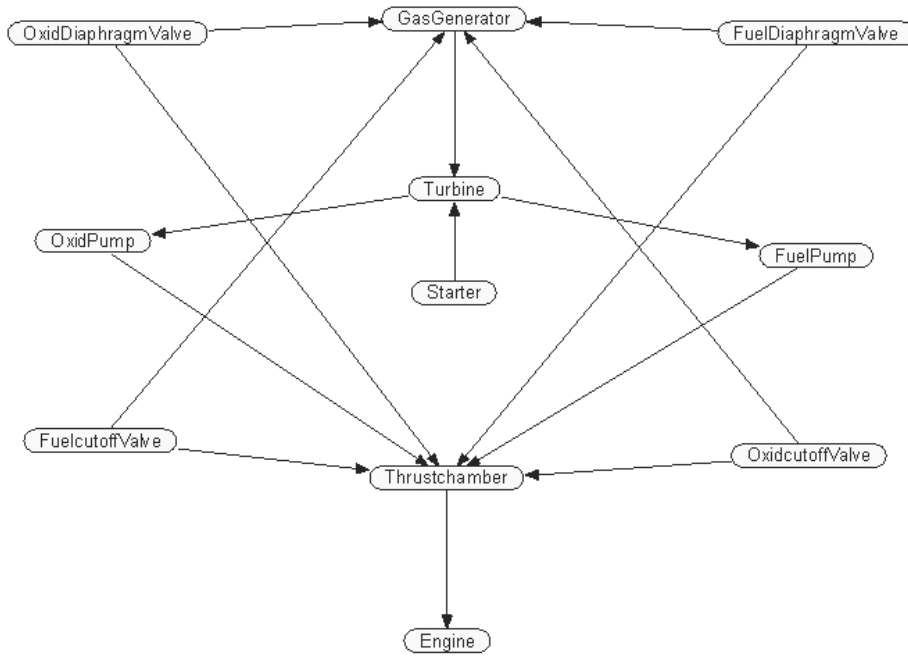 GasGenerator
OxidDiaphragmValve
FuelDiaphragmValve
Turbine
OxidPump
FuelPump
Starter
FuelcutoffValve
OxidcutoffValve
Thrustchamber
Engine